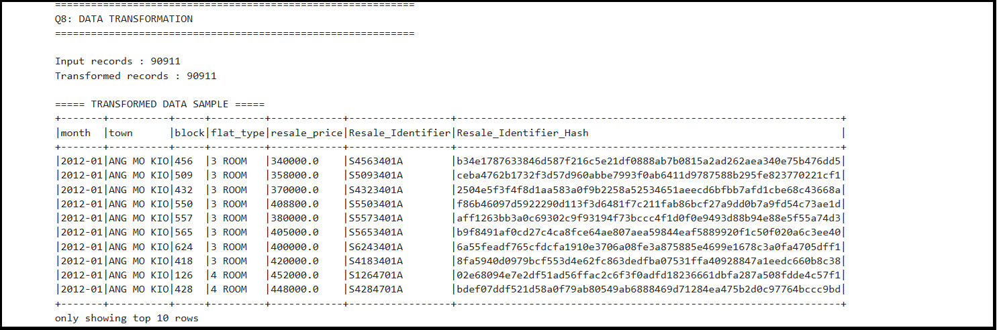 ============================================================
Q8: DATA TRANSFORMATION
============================================================
Input records : 90911
Transformed records : 90911
===== TRANSFORMED DATA SAMPLE =====
+-------+----------+-----+---------+------------+-----------------+----------------------------------------------------------------+
|month  |town      |block|flat_type|resale_price|Resale_Identifier|Resale_Identifier_Hash                                          |
+-------+----------+-----+---------+------------+-----------------+----------------------------------------------------------------+
|2012-01|ANG MO KIO|456  |3 ROOM   |340000.0    |S4563401A        |b34e1787633846d587f216c5e21df0888ab7b0815a2ad262aea340e75b476dd5|
|2012-01|ANG MO KIO|509  |3 ROOM   |358000.0    |S5093401A        |ceba4762b1732f3d57d960abbe7993f0ab6411d9787588b295fe823770221cf1|
|2012-01|ANG MO KIO|432  |3 ROOM   |370000.0    |S4323401A        |2504e5f3f4f8d1aa583a0f9b2258a52534651aeecd6bfbb7afd1cbe68c43668a|
|2012-01|ANG MO KIO|550  |3 ROOM   |408800.0    |S5503401A        |f86b46097d5922290d113f3d6481f7c211fab86bcf27a9dd0b7a9fd54c73ae1d|
|2012-01|ANG MO KIO|557  |3 ROOM   |380000.0    |S5573401A        |aff1263bb3a0c69302c9f93194f73bccc4f1d0f0e9493d88b94e88e5f55a74d3|
|2012-01|ANG MO KIO|565  |3 ROOM   |405000.0    |S5653401A        |b9f8491af0cd27c4ca8fce64ae807aea59844eaf5889920f1c50f020a6c3ee40|
|2012-01|ANG MO KIO|624  |3 ROOM   |400000.0    |S6243401A        |6a55feadf765cfdcfa1910e3706a08fe3a875885e4699e1678c3a0fa4705dff1|
|2012-01|ANG MO KIO|418  |3 ROOM   |420000.0    |S4183401A        |8fa5940d0979bcf553d4e62fc863dedfba07531ffa40928847a1eedc660b8c38|
|2012-01|ANG MO KIO|126  |4 ROOM   |452000.0    |S1264701A        |02e68094e7e2df51ad56ffac2c6f3f0adfd18236661dbfa287a508fdde4c57f1|
|2012-01|ANG MO KIO|428  |4 ROOM   |448000.0    |S4284701A        |bdef07ddf521d58a0f79ab80549ab6888469d71284ea475b2d0c97764bccc9bd|
+-------+----------+-----+---------+------------+-----------------+----------------------------------------------------------------+
only showing top 10 rows